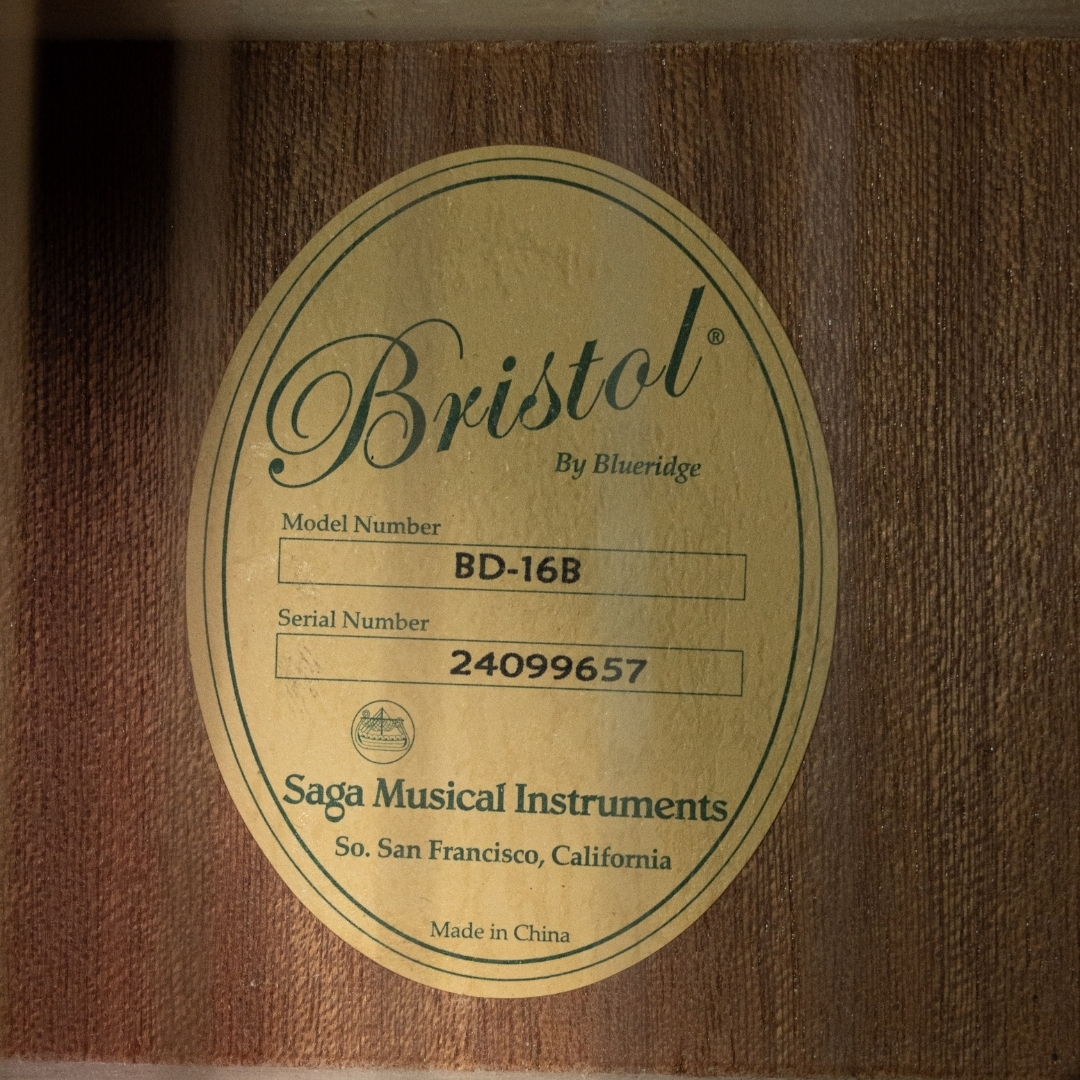 Bristol®
By Blueridge
Model Number
BD-16B
Serial Number
24099657
Saga Musical Instruments
So. San Francisco, California
Made in China